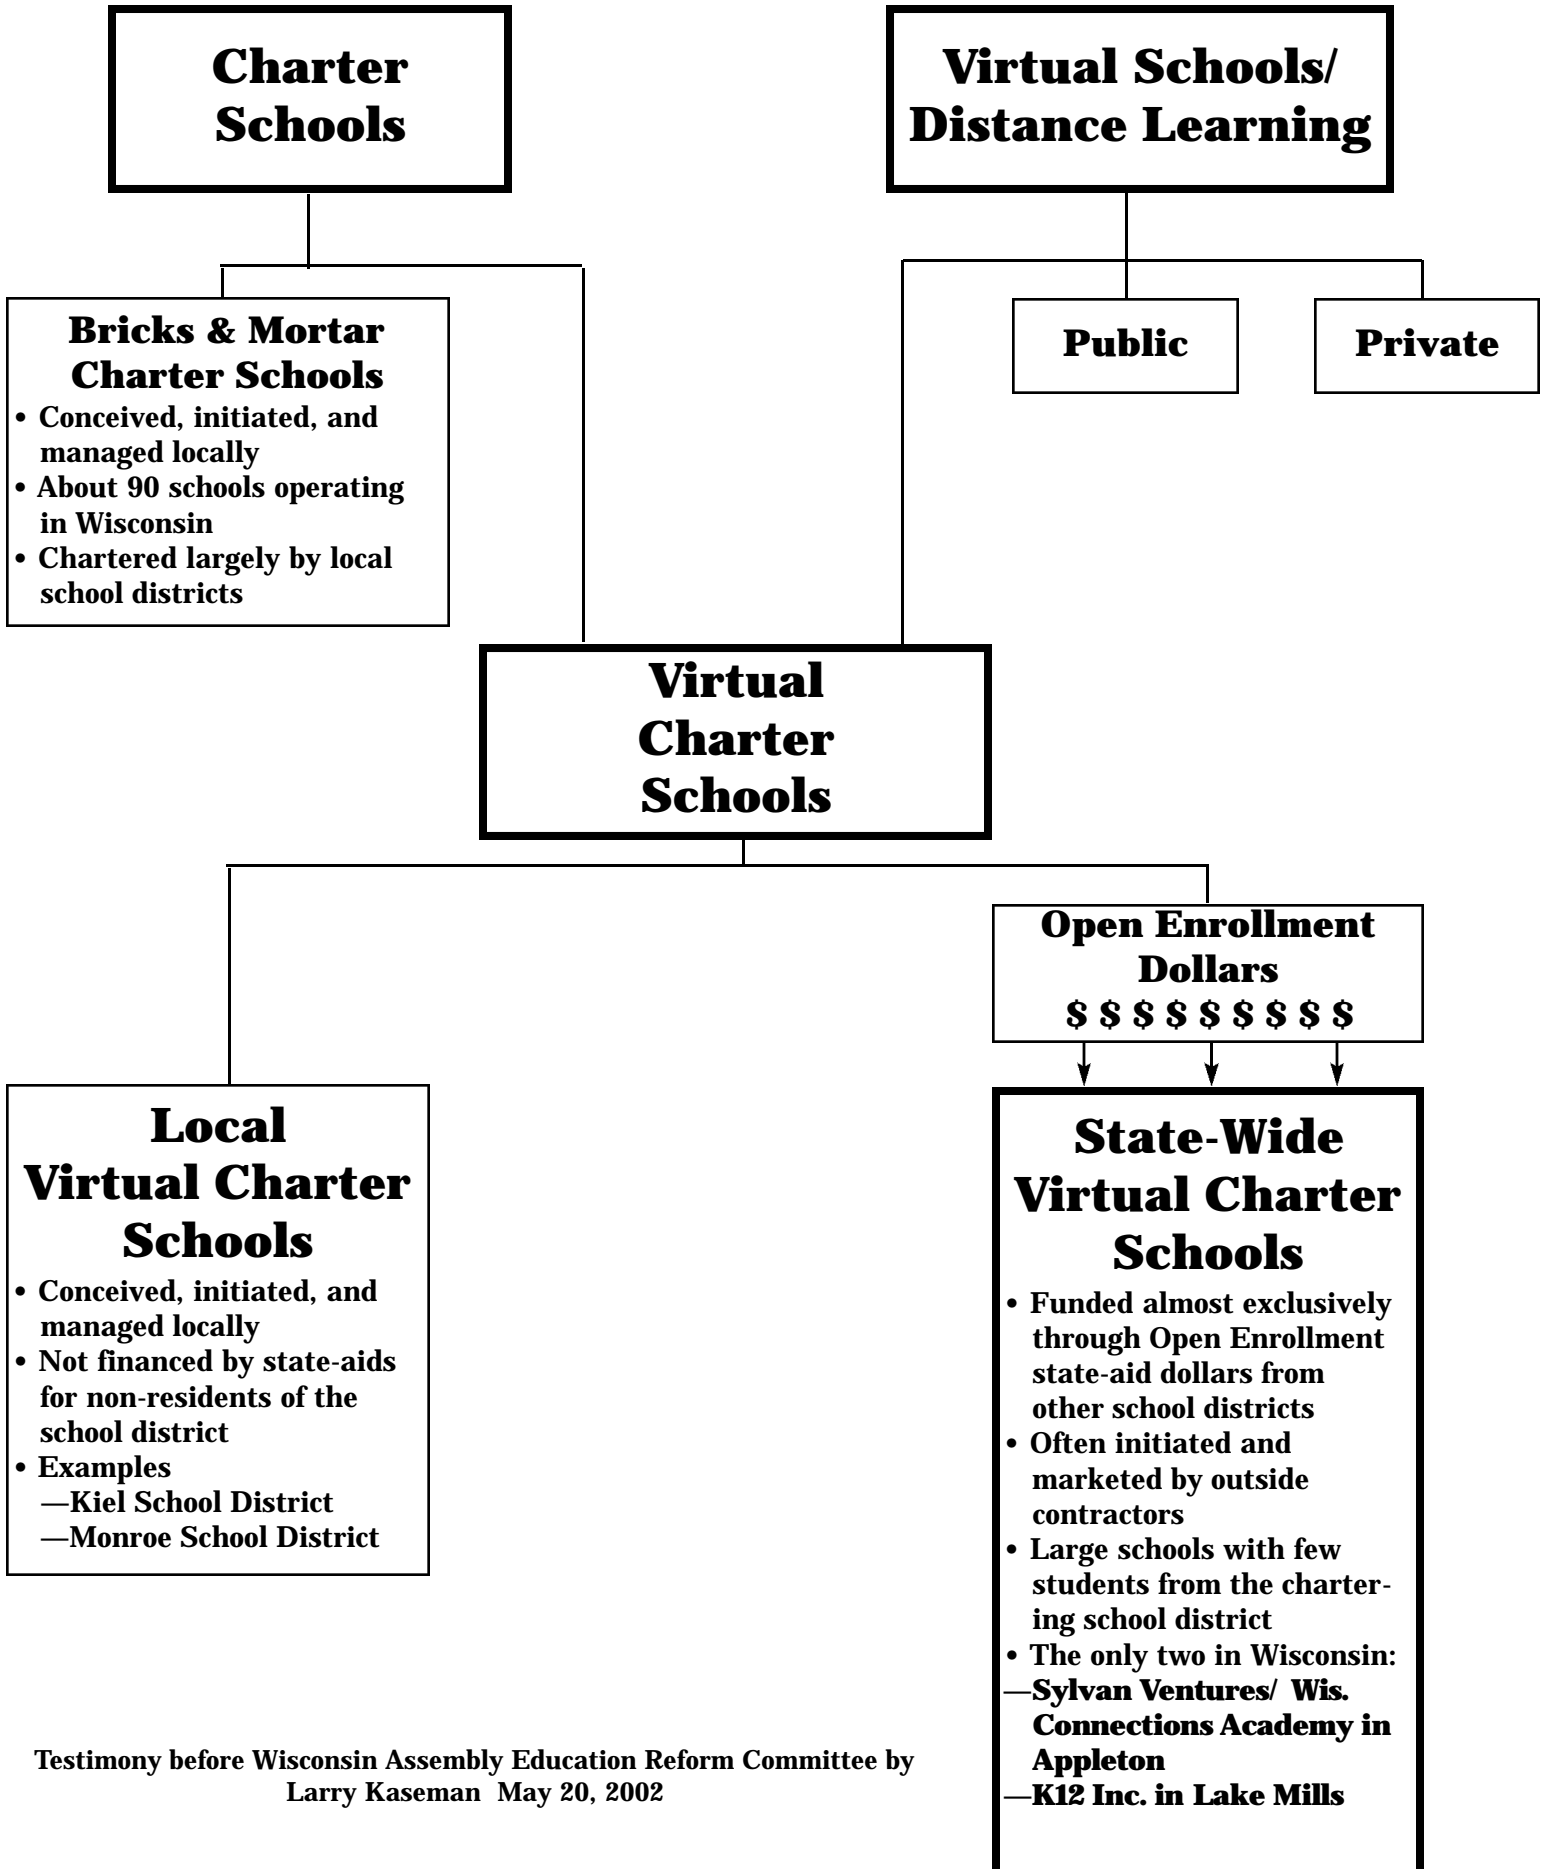 Charter
Schools
Virtual Schools/
Distance Learning
Bricks & Mortar
Charter Schools
• Conceived, initiated, and
managed locally
• About 90 schools operating
in Wisconsin
• Chartered largely by local
school districts
Public
Private
Virtual
Charter
Schools
Open Enrollment
Dollars
$ $ $ $ $ $ $ $ $
Local
Virtual Charter
Schools
• Conceived, initiated, and
managed locally
• Not financed by state-aids
for non-residents of the
school district
• Examples
—Kiel School District
—Monroe School District
State-Wide
Virtual Charter
Schools
• Funded almost exclusively
through Open Enrollment
state-aid dollars from
other school districts
• Often initiated and
marketed by outside
contractors
• Large schools with few
students from the charter-
ing school district
• The only two in Wisconsin:
—Sylvan Ventures/ Wis.
Connections Academy in
Appleton
—K12 Inc. in Lake Mills
Testimony before Wisconsin Assembly Education Reform Committee by
Larry Kaseman May 20, 2002